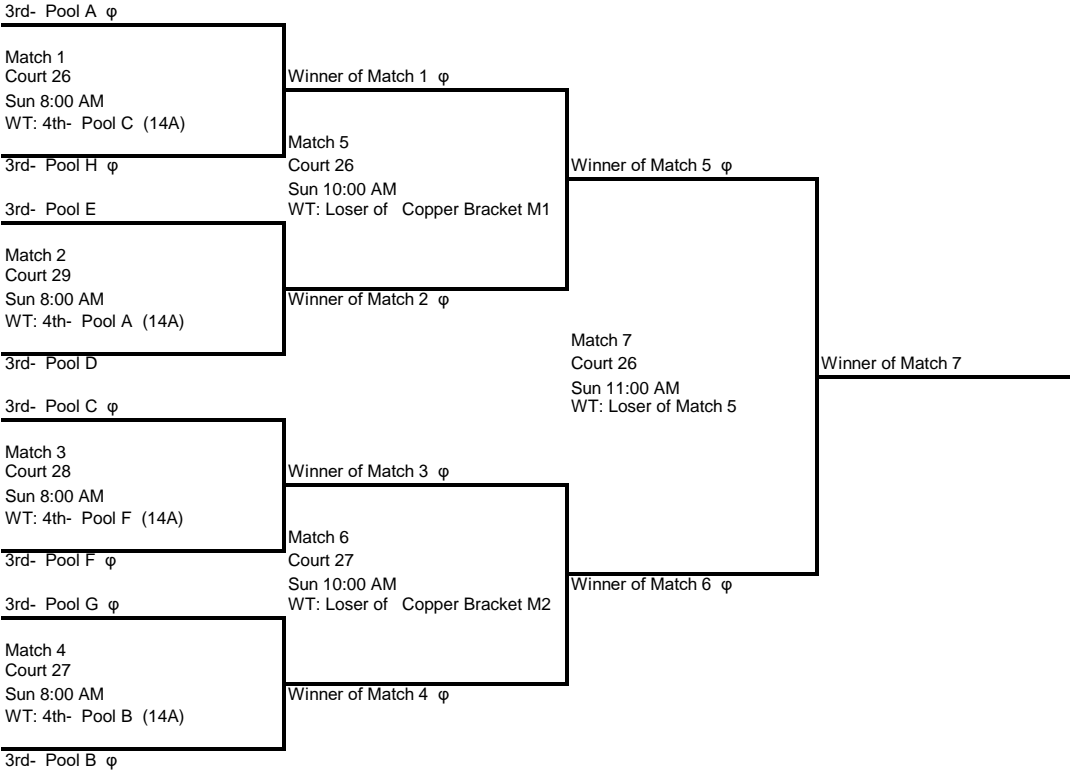 3rd- Pool A φ
Match 1
Court 26
Sun 8:00 AM
WT: 4th- Pool C (14A)
3rd- Pool H φ
Winner of Match 1 φ
Match 5
Court 26
Sun 10:00 AM
WT: Loser of Copper Bracket M1
3rd- Pool E
Match 2
Court 29
Sun 8:00 AM
WT: 4th- Pool A (14A)
3rd- Pool D
Winner of Match 2 φ
Winner of Match 5 φ
Match 7
Court 26
Sun 11:00 AM
WT: Loser of Match 5
Winner of Match 7
3rd- Pool C φ
Match 3
Court 28
Sun 8:00 AM
WT: 4th- Pool F (14A)
3rd- Pool F φ
Winner of Match 3 φ
Match 6
Court 27
Sun 10:00 AM
WT: Loser of Copper Bracket M2
Winner of Match 6 φ
3rd- Pool G φ
Match 4
Court 27
Sun 8:00 AM
WT: 4th- Pool B (14A)
3rd- Pool B φ
Winner of Match 4 φ